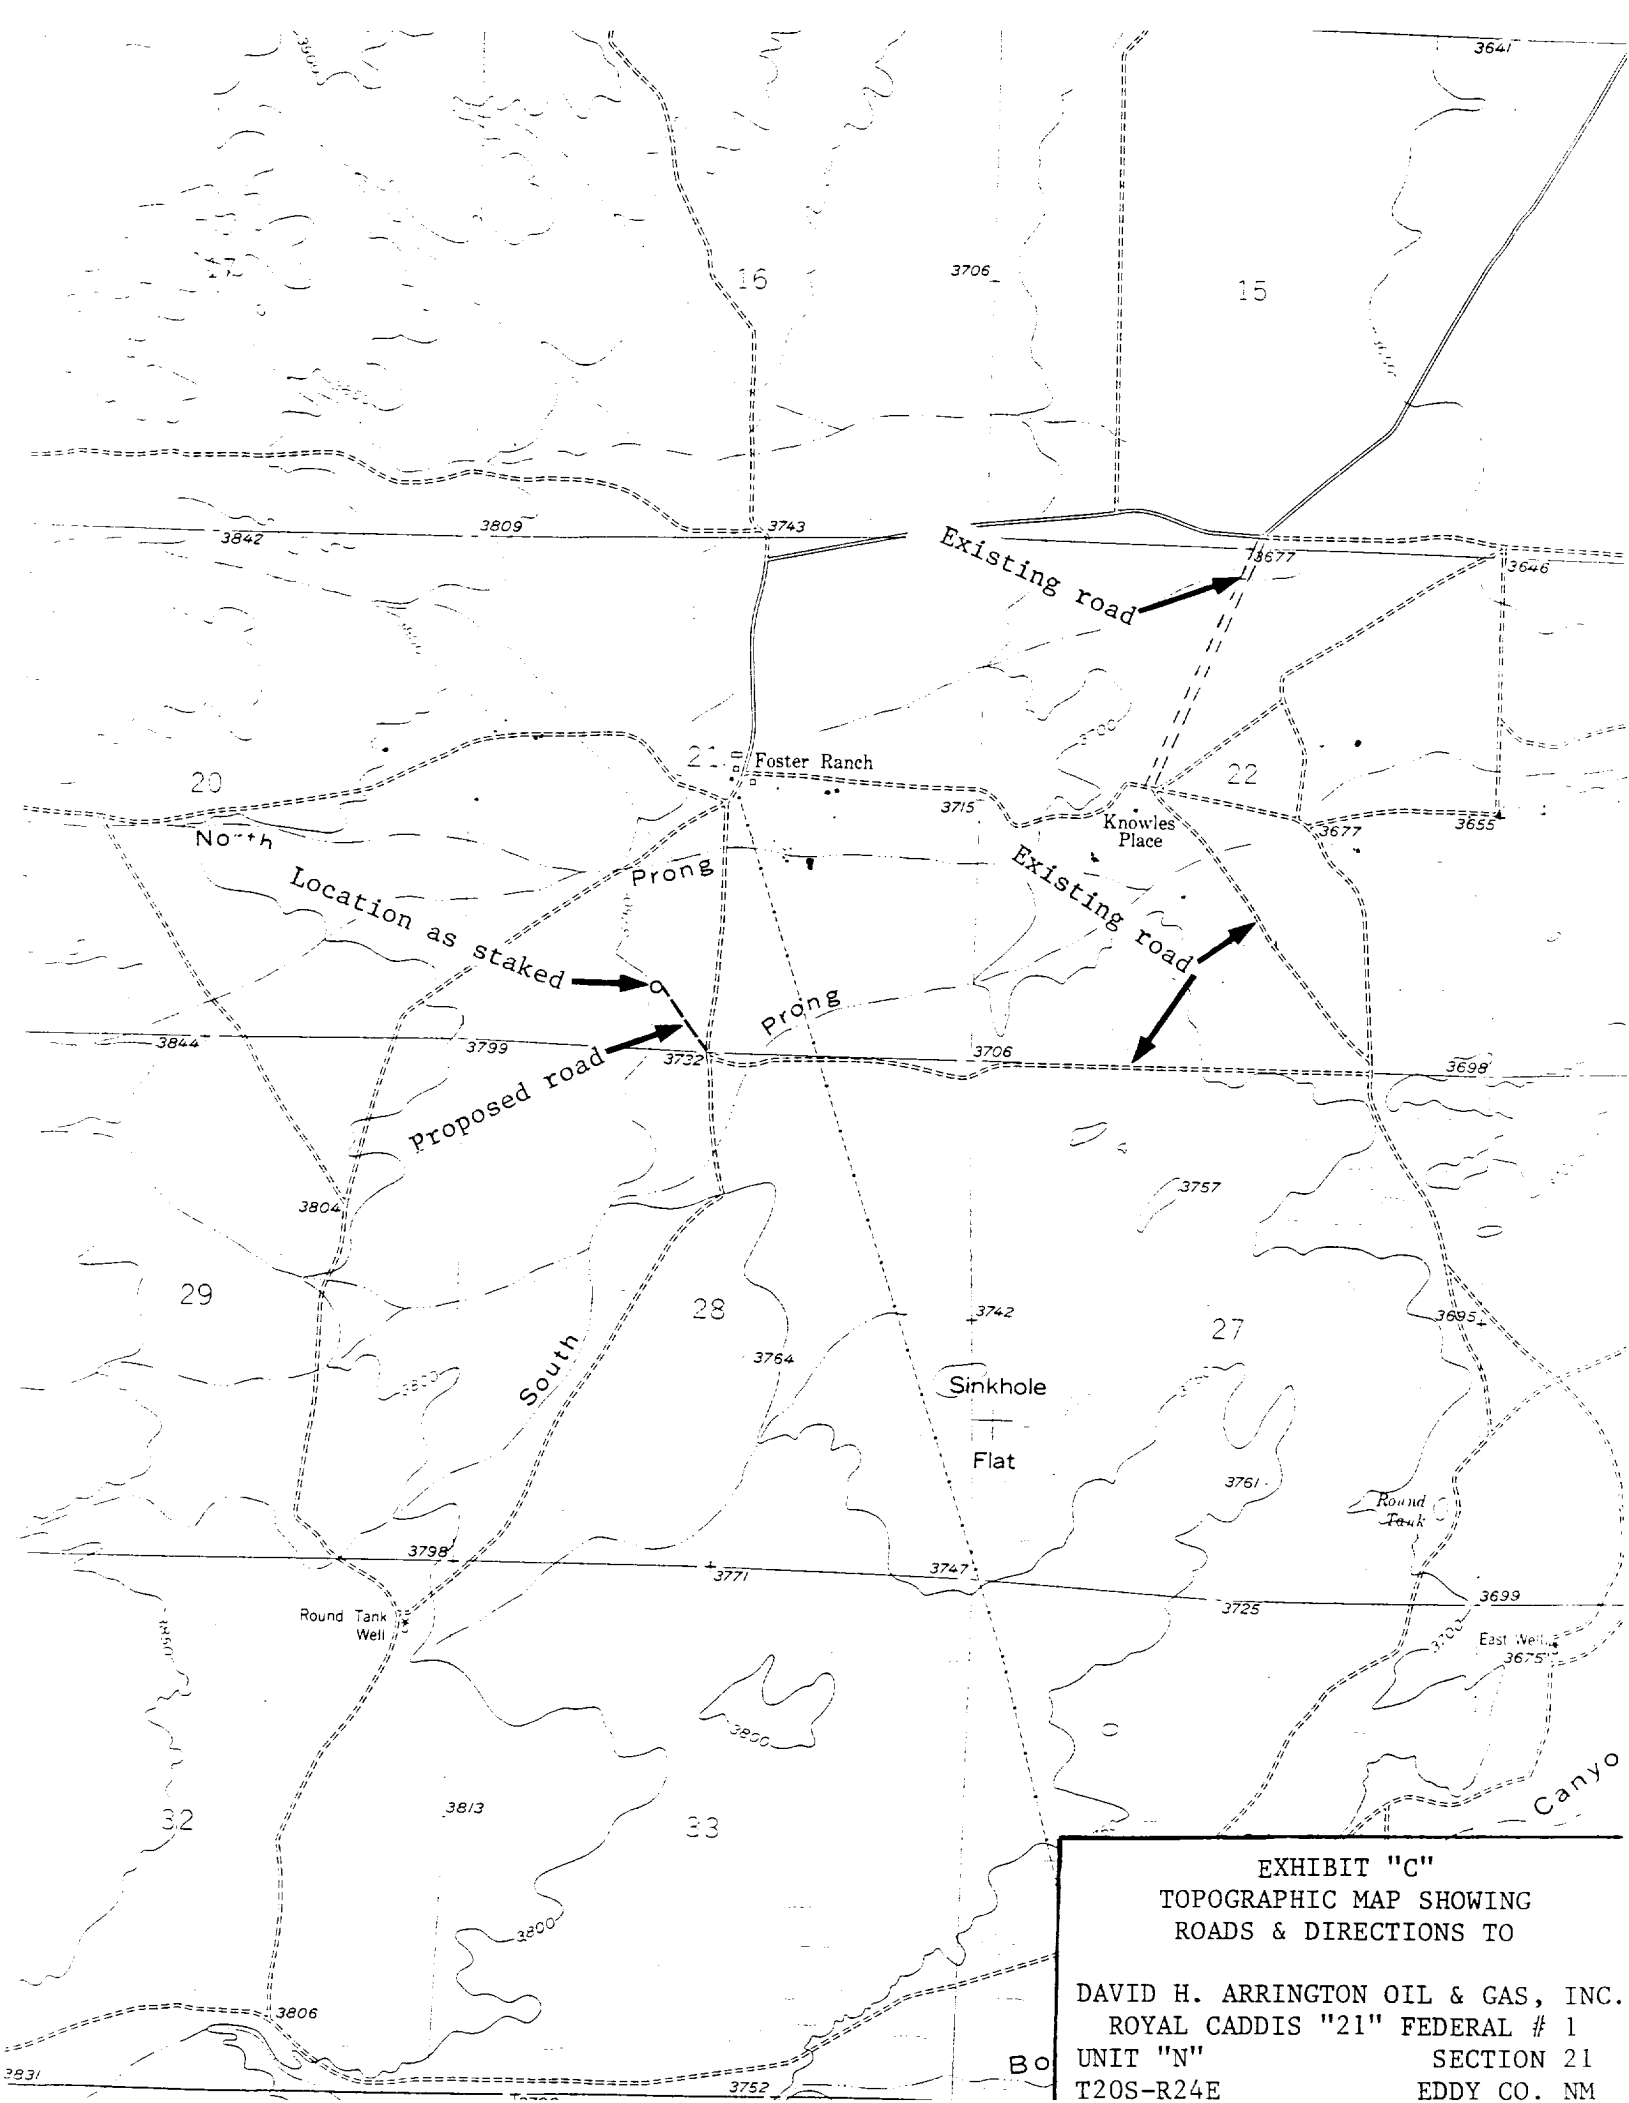 3641
16
3706
15
3842
3809
3743
Existing road
3677
3646
3700
20
21
Foster Ranch
22
3715
Knowles
Place
3677
3655
North
Prong
Location as staked
Existing road
Prong
3844
3799
3732
3706
3698
Proposed road
3804
3757
29
28
3742
27
3695
3764
South
3800
Sinkhole
Flat
3761
Round
Tank
3798
3771
3747
3725
3699
Round Tank
Well
3850
3700
East Well
3675
3800
32
3813
33
Canyo
3800
3806
3831
3752
Bo
EXHIBIT "C"
TOPOGRAPHIC MAP SHOWING
ROADS & DIRECTIONS TO
DAVID H. ARRINGTON OIL & GAS, INC.
ROYAL CADDIS "21" FEDERAL # 1
UNIT "N" SECTION 21
T20S-R24E EDDY CO. NM